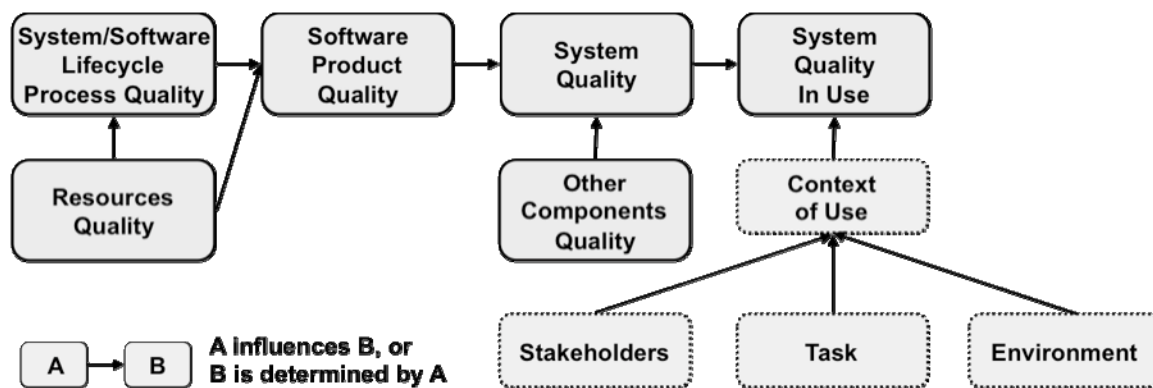 System/Software
Lifecycle
Process Quality
Software
Product
Quality
System
Quality
System
Quality
In Use
Resources
Quality
Other
Components
Quality
Context
of Use
Stakeholders
Task
Environment
A
B
A influences B, or
B is determined by A